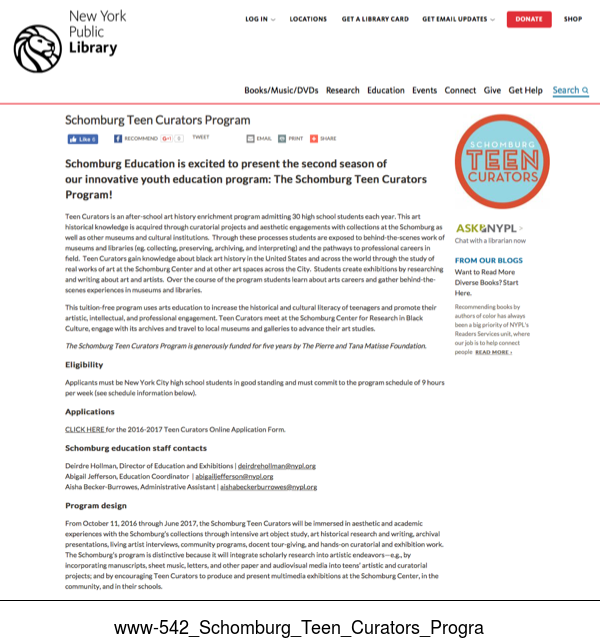 New York
Public
Library
LOG IN LOCATIONS GET A LIBRARY CARD GET EMAIL UPDATES DONATE SHOP
Books/Music/DVDs Research Education Events Connect Give Get Help Search
Schomburg Teen Curators Program
Like 0 RECOMMEND G+1 0 TWEET EMAIL PRINT SHARE
Schomburg Education is excited to present the second season of
our innovative youth education program: The Schomburg Teen Curators
Program!
Teen Curators is an after-school art history enrichment program admitting 30 high school students each year. This art
historical knowledge is acquired through curatorial projects and aesthetic engagements with collections at the Schomburg as
well as other museums and cultural institutions. Through these processes students are exposed to behind-the-scenes work of
museums and libraries (eg. collecting, preserving, archiving, and interpreting) and the pathways to professional careers in
field. Teen Curators gain knowledge about black art history in the United States and across the world through the study of
real works of art at the Schomburg Center and at other art spaces across the City. Students create exhibitions by researching
and writing about art and artists. Over the course of the program students learn about arts careers and gather behind-the-
scenes experiences in museums and libraries.
This tuition-free program uses arts education to increase the historical and cultural literacy of teenagers and promote their
artistic, intellectual, and professional engagement. Teen Curators meet at the Schomburg Center for Research in Black
Culture, engage with its archives and travel to local museums and galleries to advance their art studies.
The Schomburg Teen Curators Program is generously funded for five years by The Pierre and Tana Matisse Foundation.
Eligibility
Applicants must be New York City high school students in good standing and must commit to the program schedule of 9 hours
per week (see schedule information below).
Applications
CLICK HERE for the 2016-2017 Teen Curators Online Application Form.
Schomburg education staff contacts
Deirdre Hollman, Director of Education and Exhibitions | deirdrehollman@nypl.org
Abigail Jefferson, Education Coordinator | abigailjefferson@nypl.org
Aisha Becker-Burrowes, Administrative Assistant | aishabeckerburrowes@nypl.org
Program design
From October 11, 2016 through June 2017, the Schomburg Teen Curators will be immersed in aesthetic and academic
experiences with the Schomburg's collections through intensive art object study, art historical research and writing, archival
presentations, living artist interviews, community programs, docent tour-giving, and hands-on curatorial and exhibition work.
The Schomburg's program is distinctive because it will integrate scholarly research into artistic endeavors—e.g., by
incorporating manuscripts, sheet music, letters, and other paper and audiovisual media into teens' artistic and curatorial
projects; and by encouraging Teen Curators to produce and present multimedia exhibitions at the Schomburg Center, in the
community, and in their schools.
SCHOMBURG
TEEN
CURATORS
ASK NYPL >
Chat with a librarian now
FROM OUR BLOGS
Want to Read More
Diverse Books? Start
Here.
Recommending books by
authors of color has always
been a big priority of NYPL's
Readers Services unit, where
our job is to help connect
people READ MORE ›
www-542_Schomburg_Teen_Curators_Progra